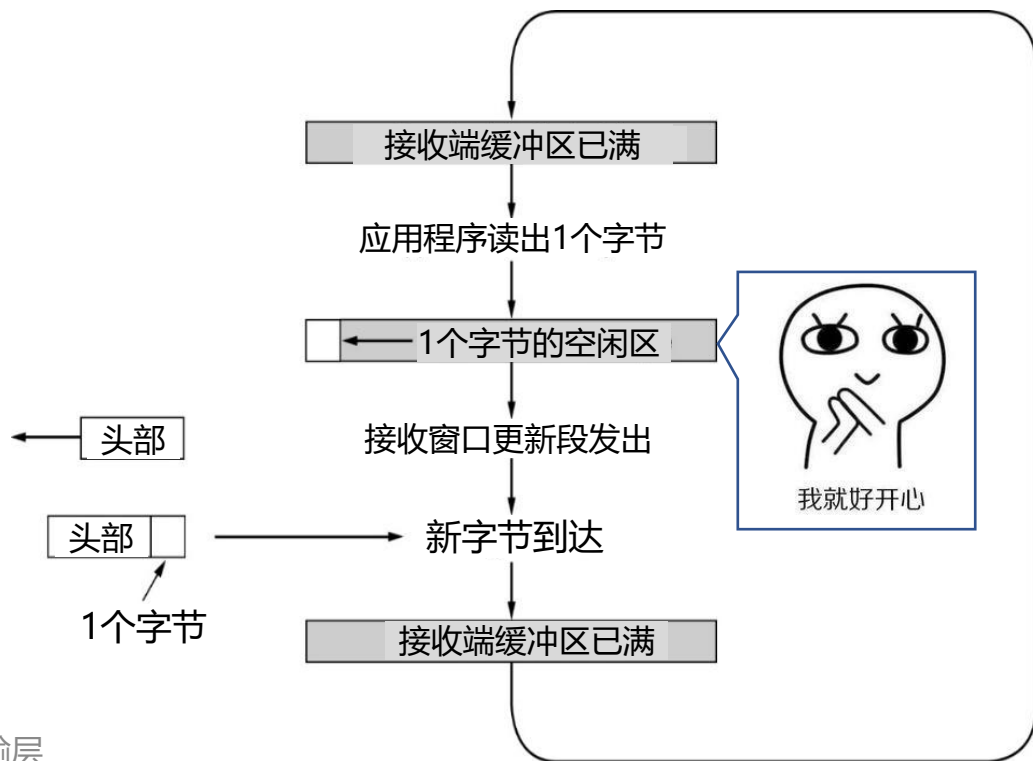 接收端缓冲区已满
应用程序读出1个字节
1个字节的空闲区
头部
接收窗口更新段发出
我就好开心
头部
新字节到达
1个字节
接收端缓冲区已满
层